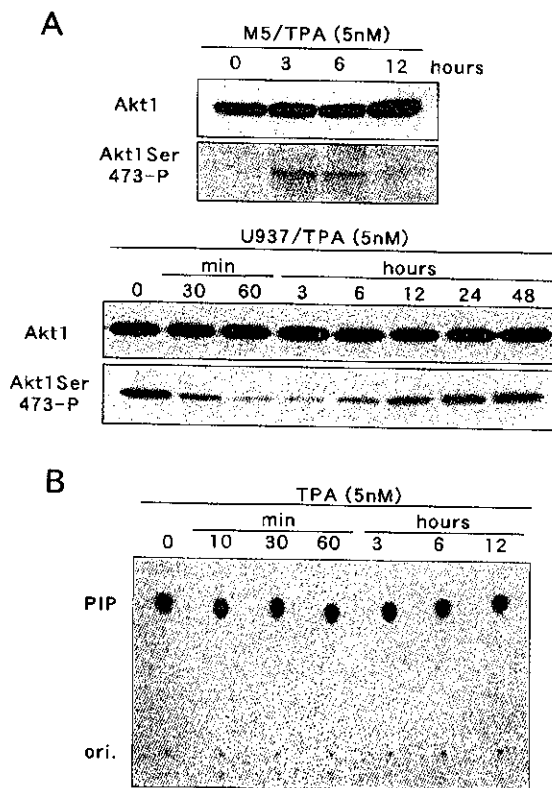 A
M5/TPA (5nM)
0 3 6 12 hours
Akt1
Akt1Ser
473-P
U937/TPA (5nM)
min hours
0 30 60 3 6 12 24 48
Akt1
Akt1Ser
473-P
B
TPA (5nM)
min hours
0 10 30 60 3 6 12
PIP
ori.